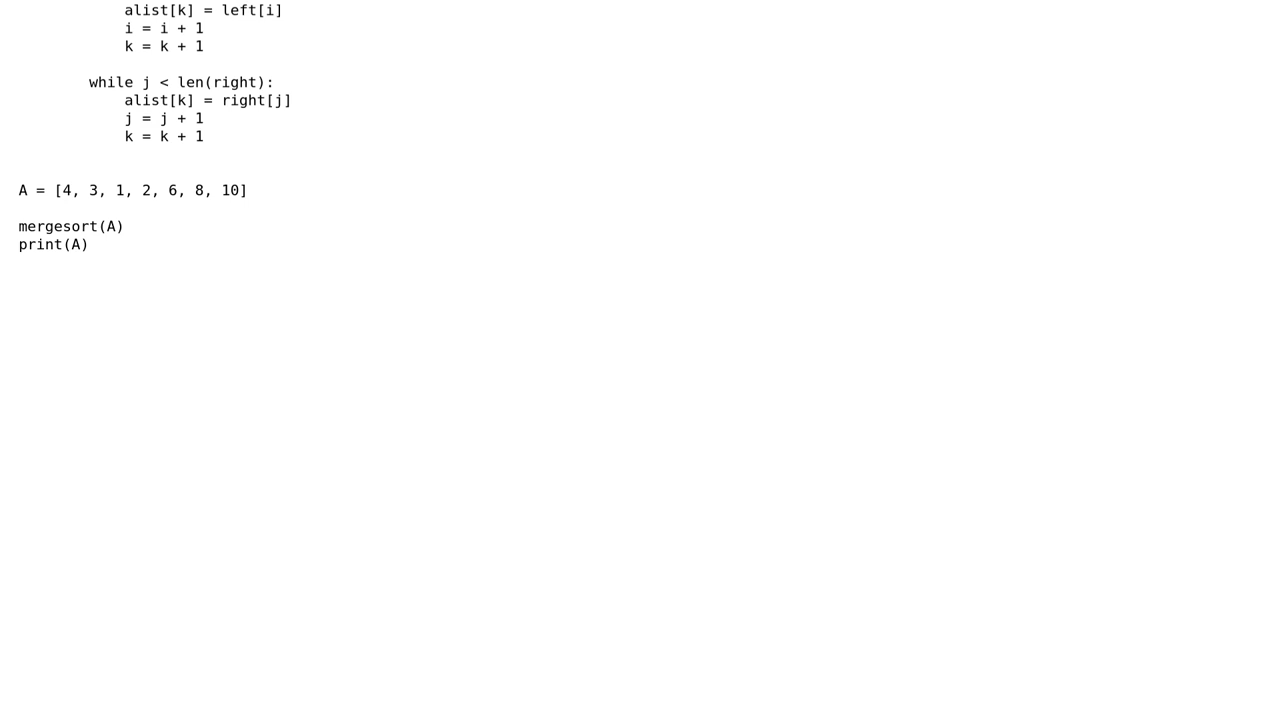 alist[k] = left[i]
            i = i + 1
            k = k + 1

        while j < len(right):
            alist[k] = right[j]
            j = j + 1
            k = k + 1


A = [4, 3, 1, 2, 6, 8, 10]

mergesort(A)
print(A)